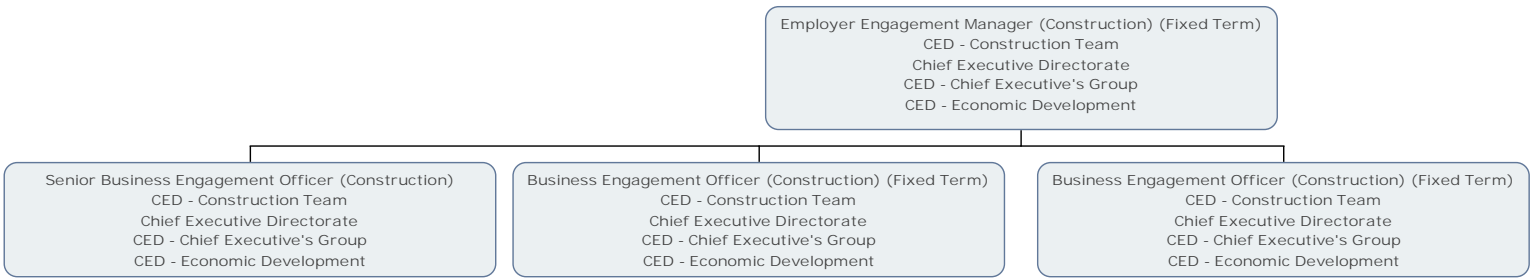 Employer Engagement Manager (Construction) (Fixed Term)
CED - Construction Team
Chief Executive Directorate
CED - Chief Executive's Group
CED - Economic Development
Senior Business Engagement Officer (Construction)
CED - Construction Team
Chief Executive Directorate
CED - Chief Executive's Group
CED - Economic Development
Business Engagement Officer (Construction) (Fixed Term)
CED - Construction Team
Chief Executive Directorate
CED - Chief Executive's Group
CED - Economic Development
Business Engagement Officer (Construction) (Fixed Term)
CED - Construction Team
Chief Executive Directorate
CED - Chief Executive's Group
CED - Economic Development